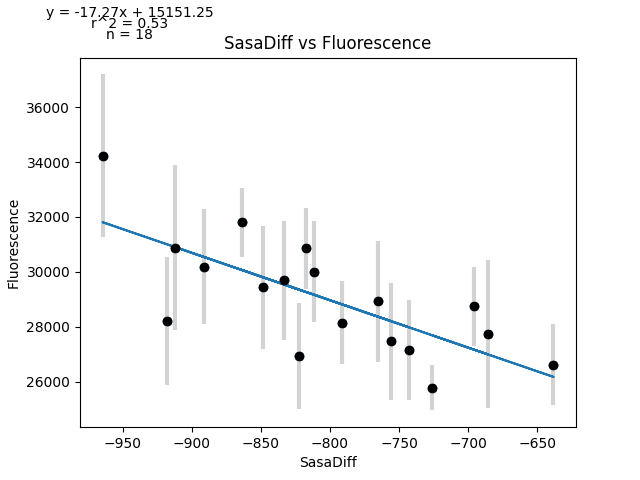 y = -17.27x + 15151.25
r^2 = 0.53
n = 18
SasaDiff vs Fluorescence
Fluorescence
36000
34000
32000
30000
28000
26000
−950
−900
−850
−800
−750
−700
−650
SasaDiff